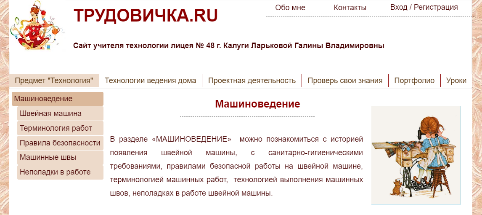 Обо мне Контакты Вход / Регистрация
ТРУДОВИЧКА.RU
Сайт учителя технологии лицея № 48 г. Калуги Ларьковой Галины Владимировны
Предмет "Технология" Технологии ведения дома Проектная деятельность Проверь свои знания Портфолио Уроки
Машиноведение
Швейная машина
Терминология работ
Правила безопасности
Машинные швы
Неполадки в работе
Машиноведение
В разделе «МАШИНОВЕДЕНИЕ» можно познакомиться с историей
появления швейной машины, с санитарно-гигиеническими
требованиями, правилами безопасной работы на швейной машине,
терминологией машинных работ, технологией выполнения машинных
швов, неполадках в работе швейной машины.